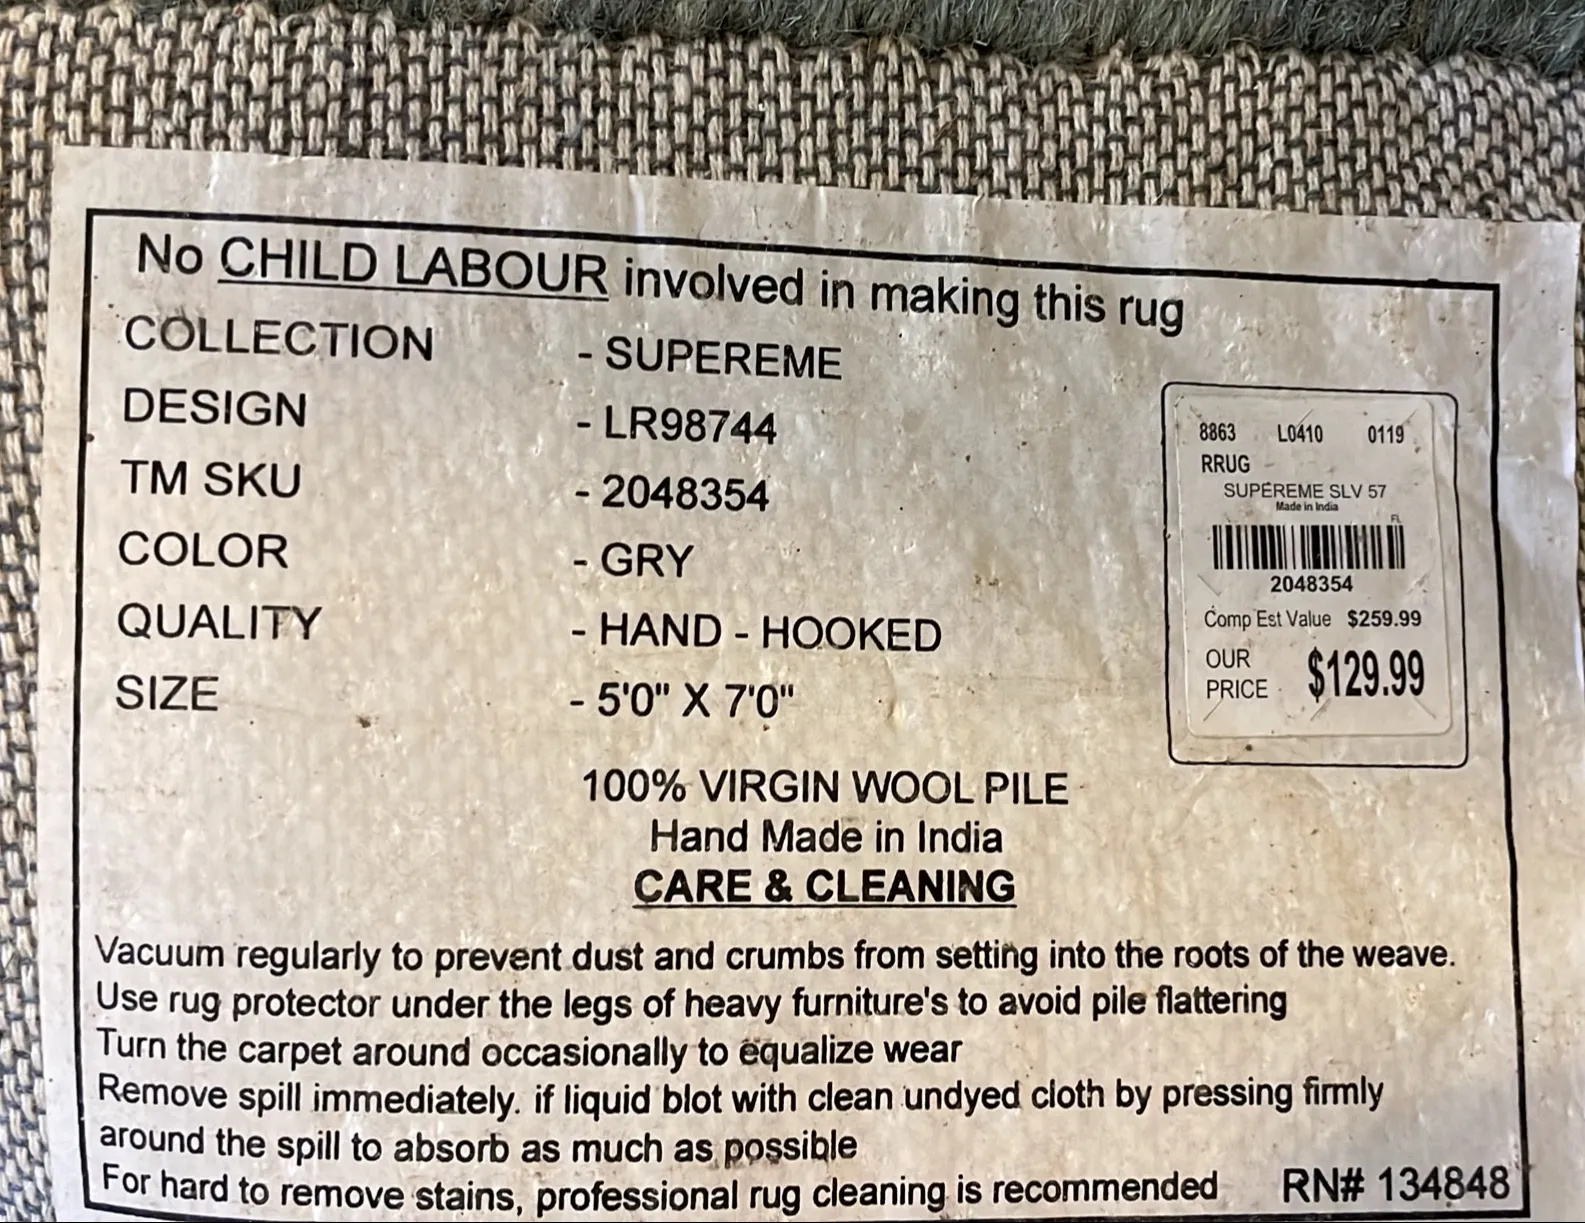 No CHILD LABOUR involved in making this rug
COLLECTION - SUPEREME
DESIGN - LR98744
TM SKU - 2048354
COLOR - GRY
QUALITY - HAND - HOOKED
SIZE - 5'0" X 7'0"
8863 L0410 0119
RRUG
SUPEREME SLV 57
Made in India
FL
2048354
Comp Est Value $259.99
OUR
PRICE $129.99
100% VIRGIN WOOL PILE
Hand Made in India
CARE & CLEANING
Vacuum regularly to prevent dust and crumbs from setting into the roots of the weave.
Use rug protector under the legs of heavy furniture's to avoid pile flattering
Turn the carpet around occasionally to equalize wear
Remove spill immediately. if liquid blot with clean undyed cloth by pressing firmly
around the spill to absorb as much as possible
For hard to remove stains, professional rug cleaning is recommended RN# 134848